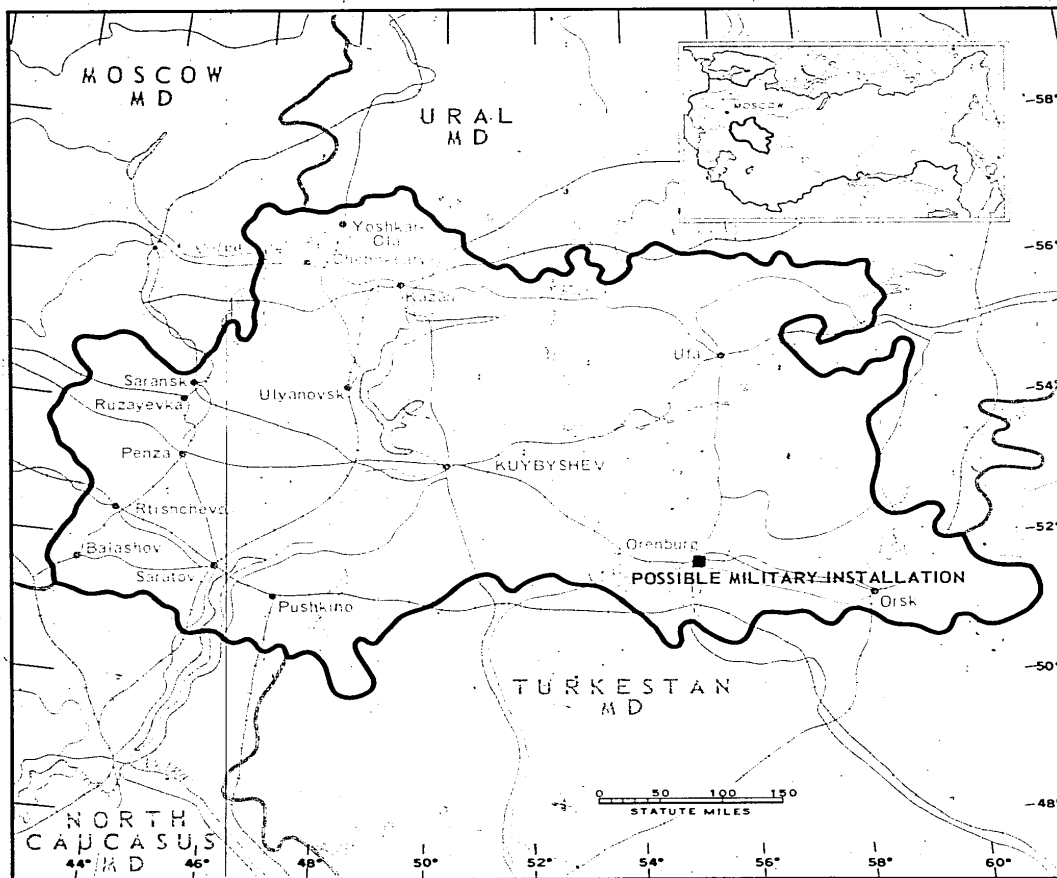 MOSCOW
MD
URAL
MD
MOSCOW
58°
Yoshkar-
Ola
56°
Kazan
Ufa
Saransk
54°
Ruzayevka
Ulyanovsk
Penza
KUYBYSHEV
Rtishchevo
52°
Balashov
Orenburg
Saratov
POSSIBLE MILITARY INSTALLATION
Pushkino
Orsk
50°
TURKESTAN
MD
0 50 100 150
STATUTE MILES
48°
NORTH
CAUCASUS
MD
44° 46° 48° 50° 52° 54° 56° 58° 60°